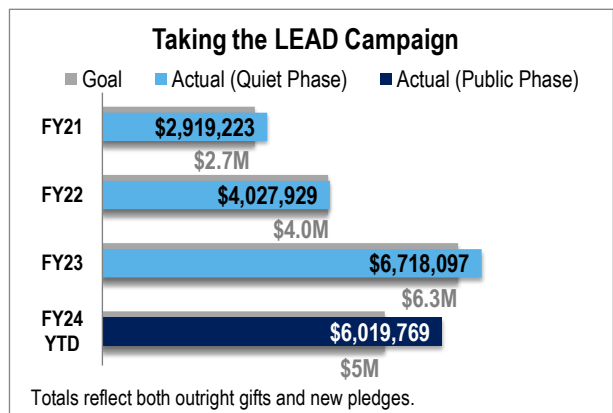 Taking the LEAD Campaign
Goal Actual (Quiet Phase) Actual (Public Phase)
FY21
$2,919,223
$2.7M
FY22
$4,027,929
$4.0M
FY23
$6,718,097
$6.3M
FY24
YTD
$6,019,769
$5M
Totals reflect both outright gifts and new pledges.